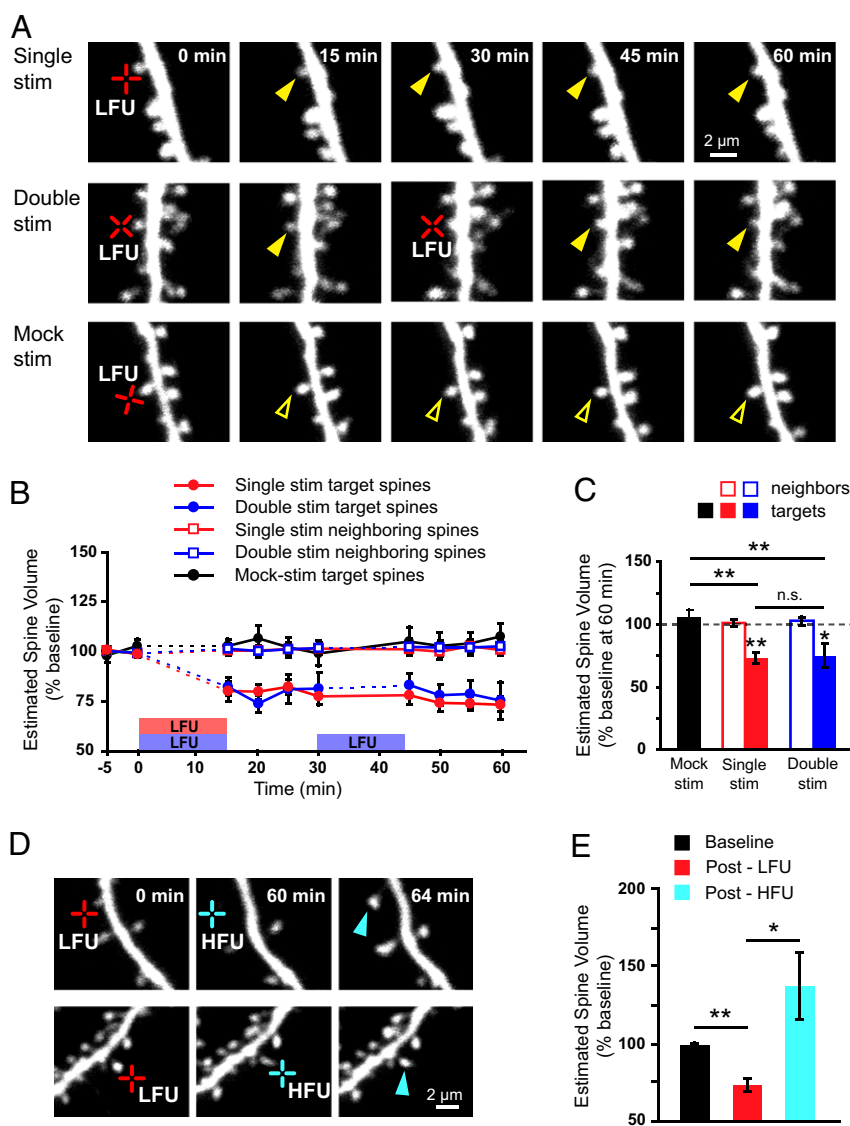 A
Single stim
0 min
15 min
30 min
45 min
60 min
LFU
2 µm
Double stim
LFU
LFU
Mock stim
LFU
B
Single stim target spines
Double stim target spines
Single stim neighboring spines
Double stim neighboring spines
Mock-stim target spines
Estimated Spine Volume
(% baseline)
150
125
100
75
50
LFU
LFU
LFU
-5
0
10
20
30
40
50
60
Time (min)
C
neighbors
targets
Estimated Spine Volume
(% baseline at 60 min)
150
100
50
0
**
**
n.s.
**
*
Mock stim
Single stim
Double stim
D
0 min
60 min
64 min
LFU
HFU
LFU
HFU
2 µm
E
Baseline
Post - LFU
Post - HFU
Estimated Spine Volume
(% baseline)
200
150
100
50
**
*